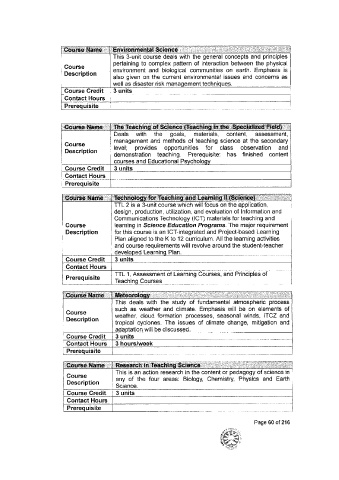 Course Name Environmental Science
Course Description This 3-unit course deals with the general concepts and principles
pertaining to complex pattern of interaction between the physical
environment and biological communities on earth. Emphasis is
also given on the current environmental issues and concerns as
well as disaster risk management techniques.
Course Credit 3 units
Contact Hours
Prerequisite
Course Name The Teaching of Science (Teaching in the Specialized Field)
Course Description Deals with the goals, materials, content, assessment,
management and methods of teaching science at the secondary
level; provides opportunities for class observation and
demonstration teaching. Prerequisite: has finished content
courses and Educational Psychology.
Course Credit 3 units
Contact Hours
Prerequisite
Course Name Technology for Teaching and Learning II (Science)
Course Description TTL 2 is a 3-unit course which will focus on the application,
design, production, utilization, and evaluation of Information and
Communications Technology (ICT) materials for teaching and
learning in Science Education Programs. The major requirement
for this course is an ICT-integrated and Project-based Learning
Plan aligned to the K to 12 curriculum. All the learning activities
and course requirements will revolve around the student-teacher
developed Learning Plan.
Course Credit 3 units
Contact Hours
Prerequisite TTL 1, Assessment of Learning Courses, and Principles of
Teaching Courses
Course Name Meteorology
Course Description This deals with the study of fundamental atmospheric process
such as weather and climate. Emphasis will be on elements of
weather, cloud formation processes, seasonal winds, ITCZ and
tropical cyclones. The issues of climate change, mitigation and
adaptation will be discussed.
Course Credit 3 units
Contact Hours 3 hours/week
Prerequisite
Course Name Research in Teaching Science
Course Description This is an action research in the content or pedagogy of science in
any of the four areas: Biology, Chemistry, Physics and Earth
Science.
Course Credit 3 units
Contact Hours
Prerequisite
Page 60 of 216